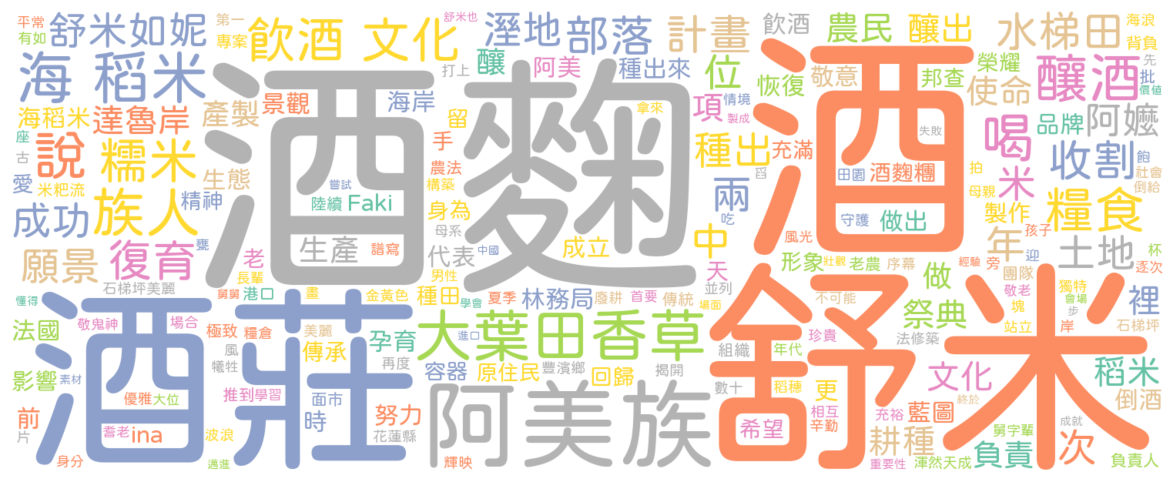 酒麴
酒
酒莊
舒米
阿美族
大葉田香草
平常
有如
舒米如妮
第一
專案
飲酒 文化
舒米也
打上
溼地
部落
計畫
飲酒
農民
釀出
水梯田
海浪
背負
海 稻米
釀
阿美
種出來
位
恢復
敬意
邦查
榮耀
使命
釀酒
先
批
價值
海稻米
達魯岸
產製
景觀
海岸
留
拿來
項
情境
製成
失敗
喝
品牌
阿嬤
座
古
說
糯米
手
農法
種出
充滿
田園
酒麴糰
收割
飽
社會
倒給
愛
米粑流
生態
精神
嘗試
陸續
Faki
構築
身為
兩
舀
米
拍
母親
成功
族人
母系
吃
守護
做出
製作
糧食
甕
生產
譜寫
代表
中國
成立
中
風光
形象
老農
年
孩子
迎
土地
杯
願景
復育
老
長輩
序幕
經驗
旁
逐次
石梯坪美麗
舅舅
港口
畫
金黃色
男性
種田
學會
夏季
林務局
廢耕
首要
傳統
天
並列
場面
壯觀
不可能
做
團隊
敬老
塊
獨特
會場
步
裡
懂得
敬鬼神
場合
祭典
站立
岸
石梯坪
法國
極致
糧倉
美麗
風
傳承
孕育
再度
進口
珍貴
法修築
影響
素材
犧牲
容器
原住民
豐濱鄉
回歸
揭開
組織
年代
文化
稻米
優雅
大位
推到
學習
面市
時
努力
數十
稻穗
更
終於
倒酒
前
片
耆老
ina
波浪
花蓮縣
希望
相互
辛勤
充裕
藍圖
舅字輩
成就
次
身分
邁進
輝映
耕種
重要性
渾然天成
負責
負責人